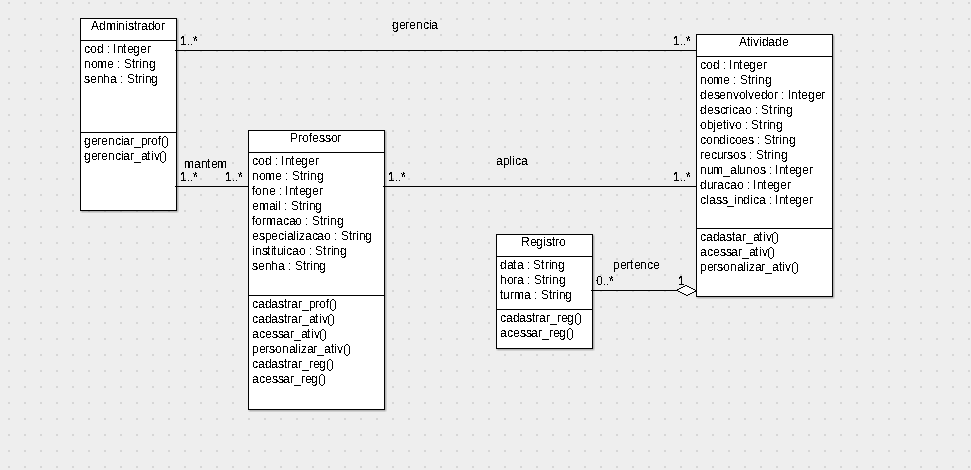 Administrador
cod : Integer
nome : String
senha : String
gerenciar_prof()
gerenciar_ativ()
gerencia
1..*
1..*
mantem
1..*
1..*
Professor
cod : Integer
nome : String
fone : Integer
email : String
formacao : String
especializacao : String
instituicao : String
senha : String
cadastrar_prof()
cadastrar_ativ()
acessar_ativ()
personalizar_ativ()
cadastrar_reg()
acessar_reg()
aplica
1..*
1..*
Atividade
cod : Integer
nome : String
desenvolvedor : Integer
descricao : String
objetivo : String
condicoes : String
recursos : String
num_alunos : Integer
duracao : Integer
class_indica : Integer
cadastar_ativ()
acessar_ativ()
personalizar_ativ()
Registro
data : String
hora : String
turma : String
cadastrar_reg()
acessar_reg()
pertence
0..*
1